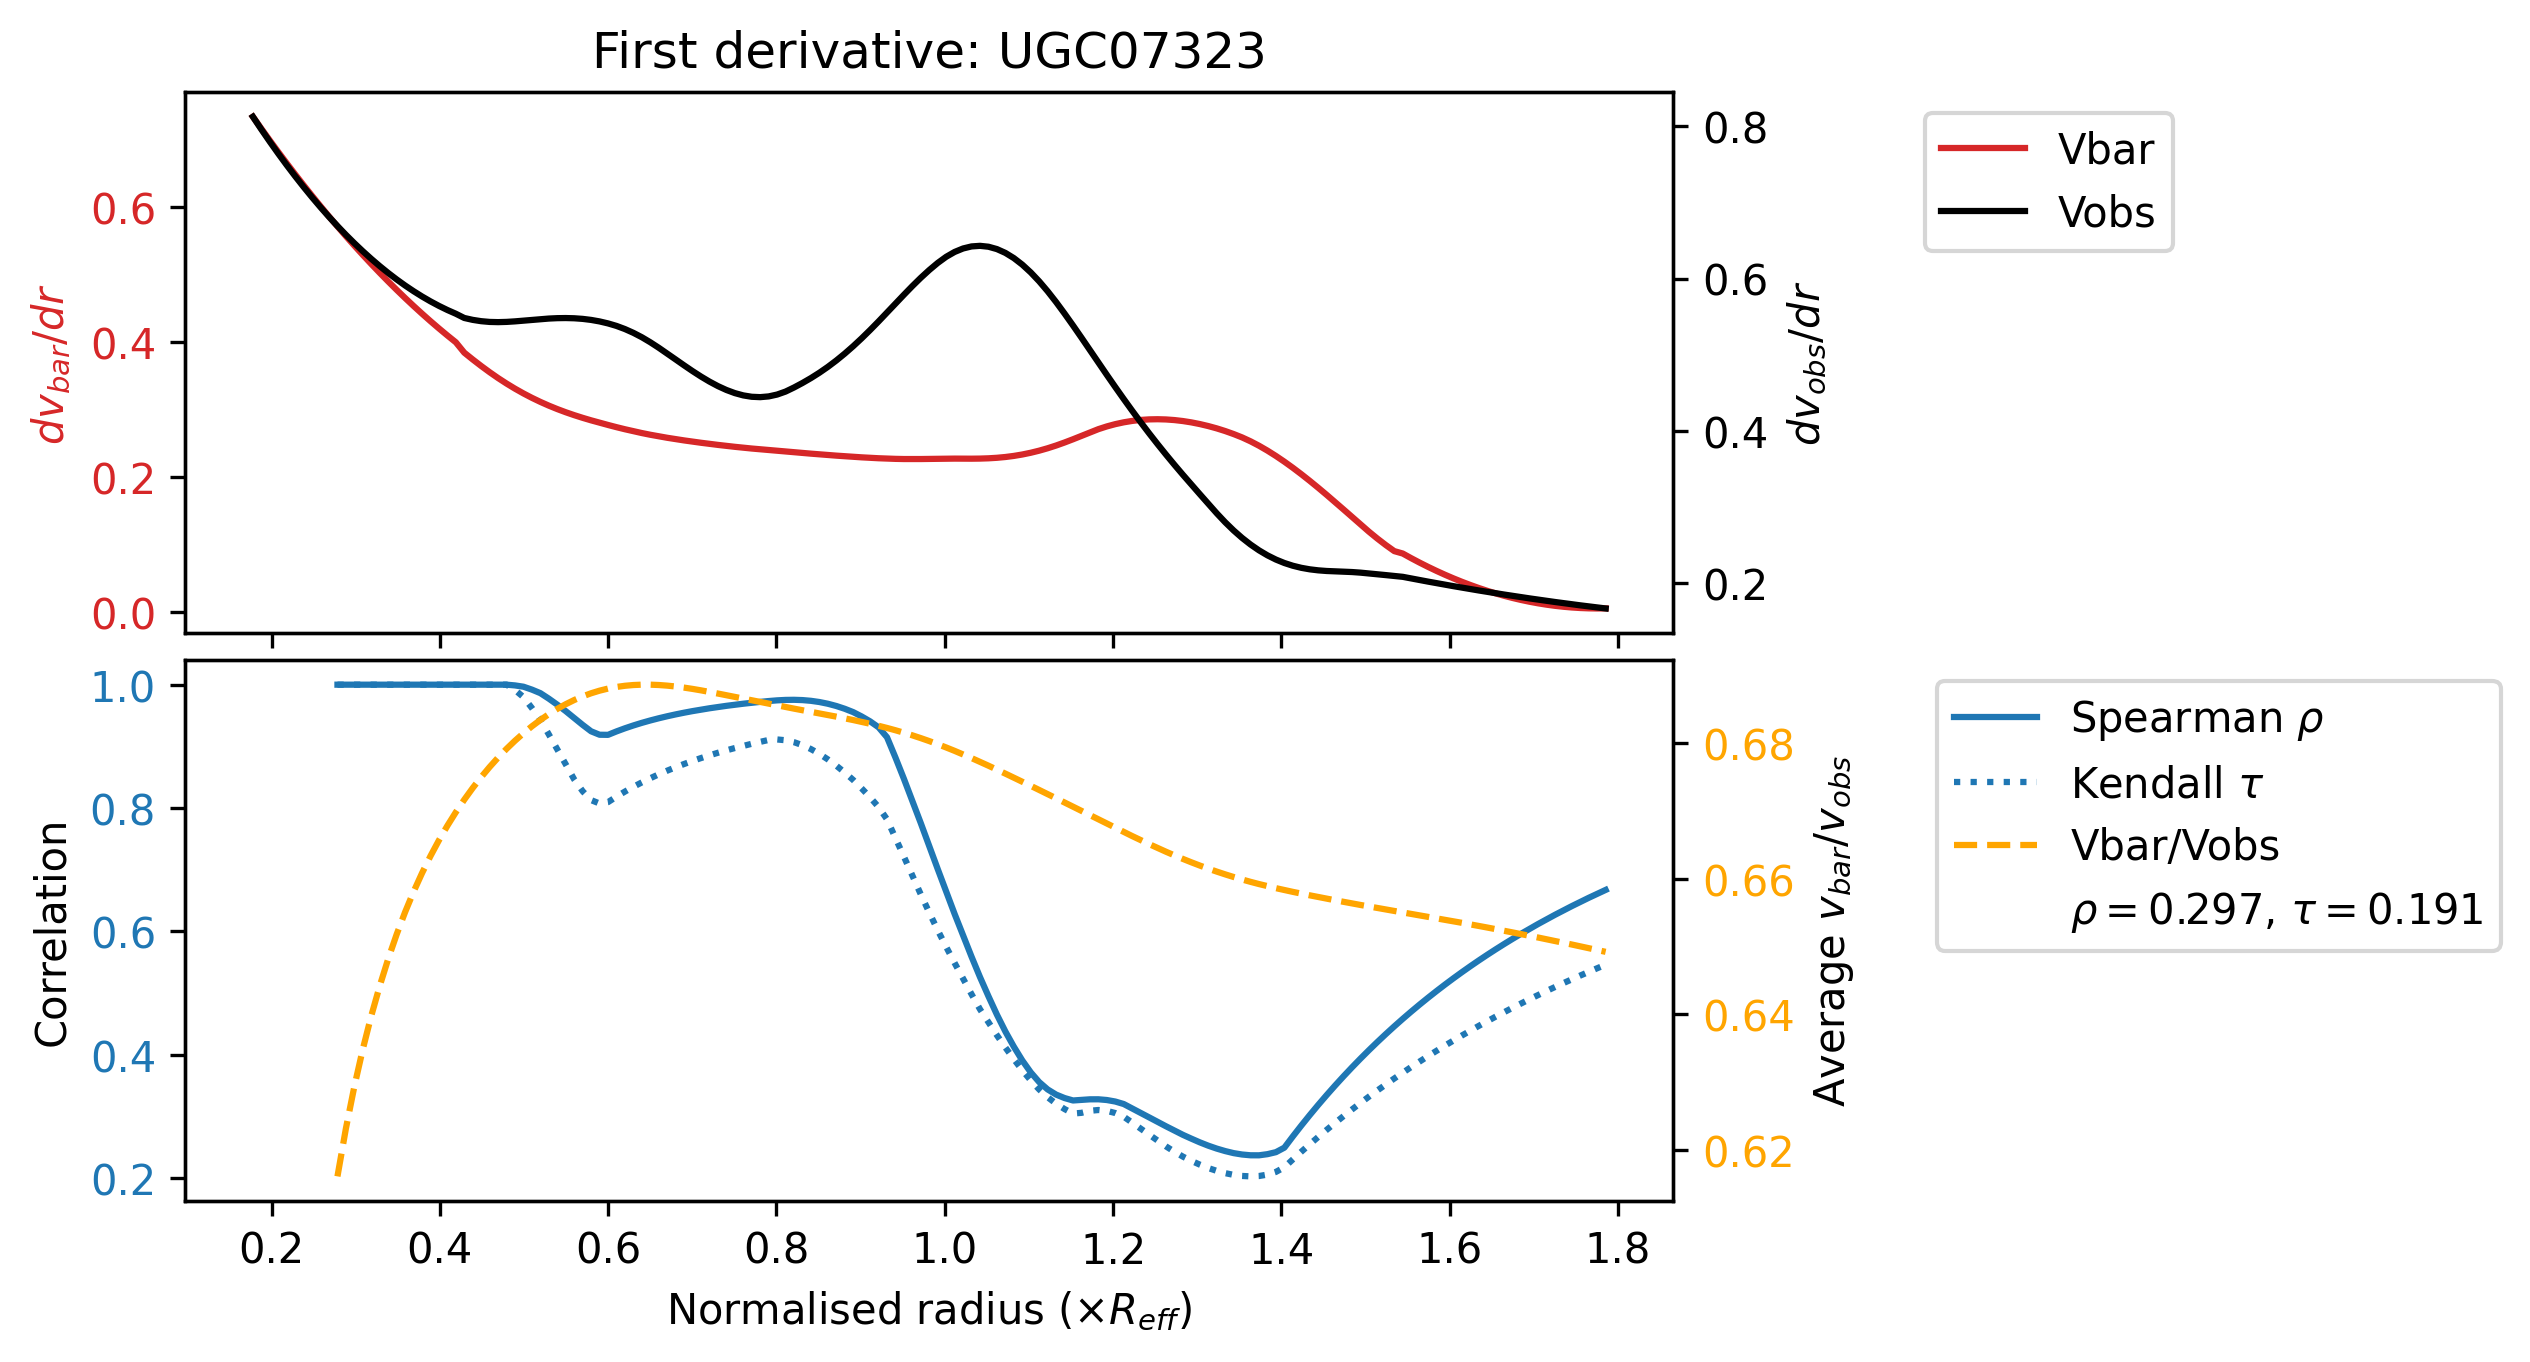 First derivative: UGC07323
0.6
0.4
0.2
0.0
dv_bar/dr
0.8
0.6
0.4
0.2
dv_obs/dr
Vbar
Vobs
1.0
0.8
0.6
0.4
0.2
Correlation
0.68
0.66
0.64
0.62
Average v_bar/v_obs
Spearman ρ
Kendall τ
Vbar/Vobs
ρ = 0.297, τ = 0.191
0.2 0.4 0.6 0.8 1.0 1.2 1.4 1.6 1.8
Normalised radius (×R_eff)